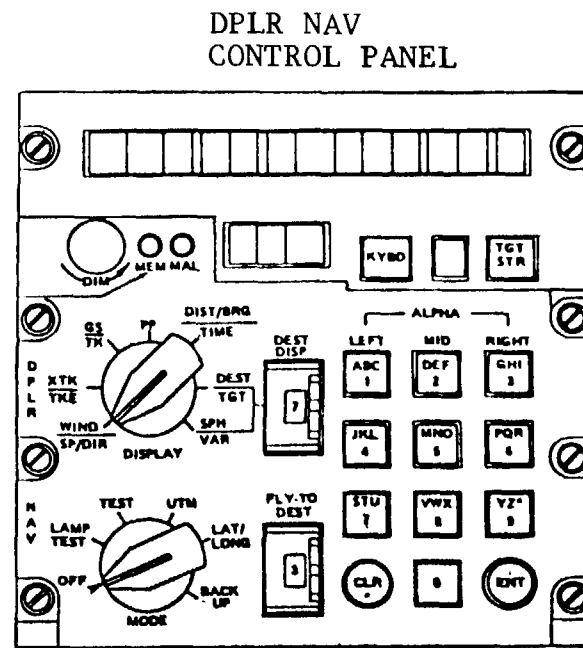 DPLR NAV
CONTROL PANEL
KYBD
TGT
STR
DIM
MEM MAL
DIST/BRG
TIME
PP
GS
TK
XTK
TKE
WIND
SP/DIR
DEST
TGT
SPH
VAR
DISPLAY
DPLR
NAV
DEST
DISP
7
ALPHA
LEFT MID RIGHT
ABC
1
DEF
2
GHI
3
JKL
4
MNO
5
PQR
6
STU
7
VWX
8
YZ*
9
CLR
0
ENT
FLY-TO
DEST
3
TEST
UTM
LAMP
TEST
LAT/
LONG
OFF
BACK
UP
MODE